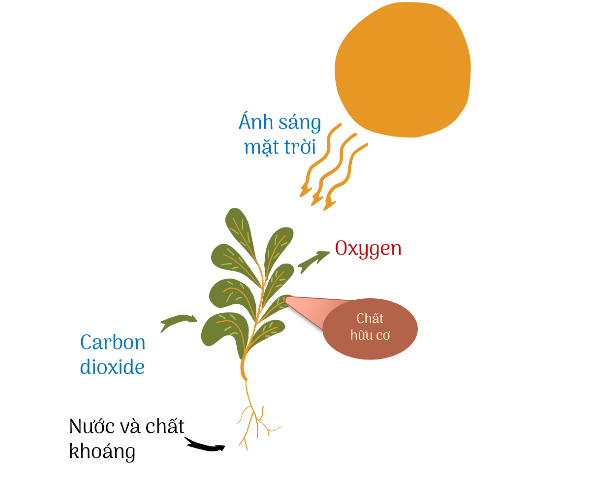 Ánh sáng
mặt trời
Oxygen
Chất
hữu cơ
Carbon
dioxide
Nước và chất
khoáng